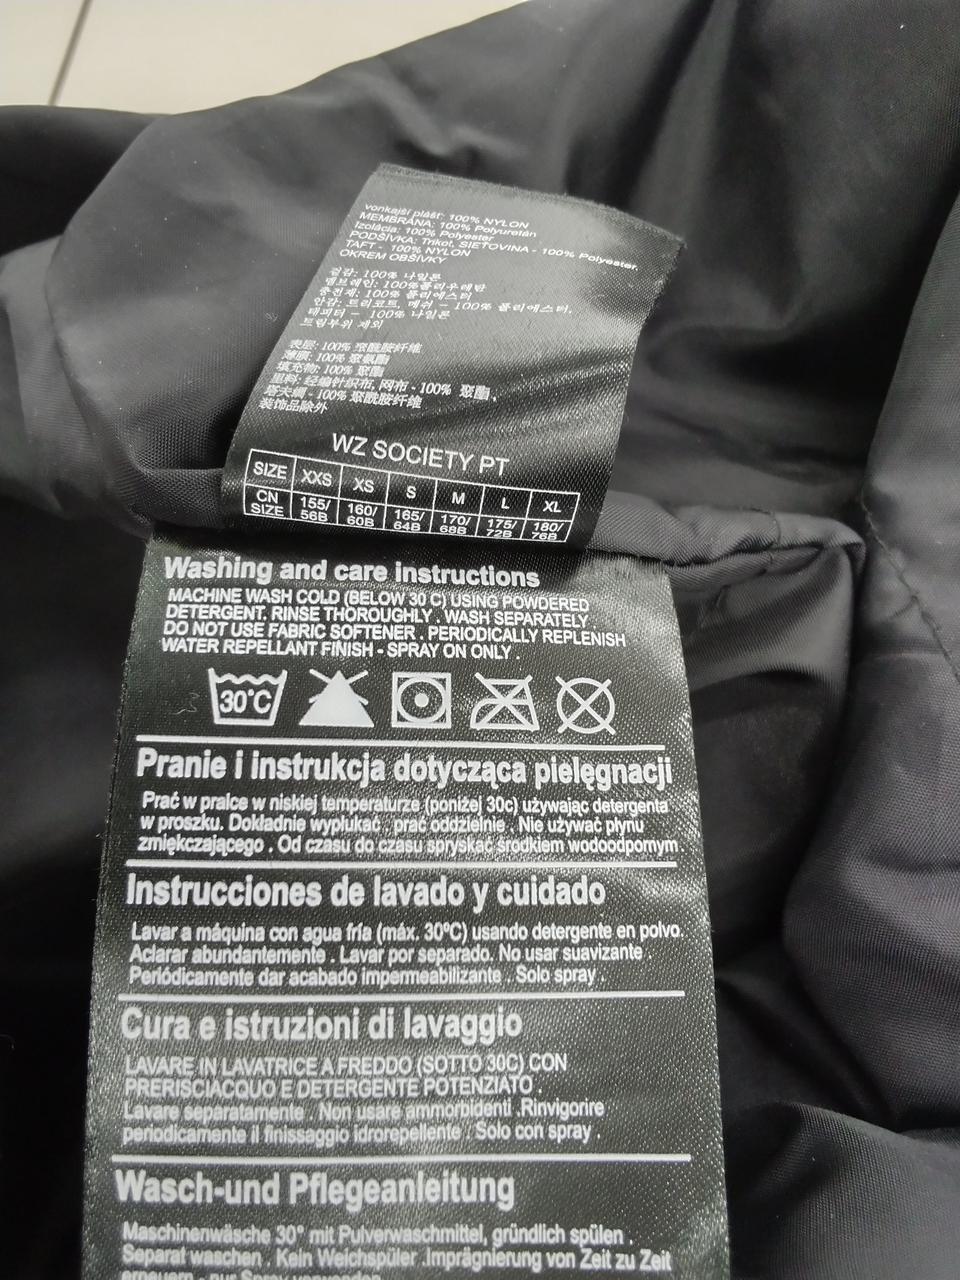 vonkajší plášť: 100% NYLON
MEMBRÁNA: 100% Polyuretán
Izolácia: 100% Polyester
PODŠÍVKA: Trikot, SIEŤOVINA - 100% Polyester.
TAFT - 100% NYLON
OKREM OBŠÍVKY
겉감: 100% 나일론
멤브레인: 100%폴리우레탄
충전재: 100% 폴리에스터
안감: 트리코트, 메쉬 - 100% 폴리에스터.
태피터 - 100% 나일론
트림부위 제외
表层: 100% 聚酰胺纤维
薄膜: 100% 聚氨酯
填充物: 100% 聚酯
里料: 经编针织布, 网布 - 100% 聚酯.
塔夫绸 - 100% 聚酰胺纤维
装饰品除外
WZ SOCIETY PT
SIZE XXS XS S M L XL
CN SIZE 155/56B 160/60B 165/64B 170/68B 175/72B 180/76B
Washing and care instructions
MACHINE WASH COLD (BELOW 30 C) USING POWDERED
DETERGENT. RINSE THOROUGHLY . WASH SEPARATELY
DO NOT USE FABRIC SOFTENER . PERIODICALLY REPLENISH
WATER REPELLANT FINISH - SPRAY ON ONLY .
30°C
Pranie i instrukcja dotycząca pielęgnacji
Prać w pralce w niskiej temperaturze (poniżej 30c) używając detergenta
w proszku. Dokładnie wypłukać . prać oddzielnie . Nie używać płynu
zmiękczającego . Od czasu do czasu spryskać środkiem wodoodpornym
Instrucciones de lavado y cuidado
Lavar a máquina con agua fría (máx. 30ºC) usando detergente en polvo.
Aclarar abundantemente . Lavar por separado. No usar suavizante .
Periódicamente dar acabado impermeabilizante . Solo spray .
Cura e istruzioni di lavaggio
LAVARE IN LAVATRICE A FREDDO (SOTTO 30C) CON
PRERISCIACQUO E DETERGENTE POTENZIATO .
Lavare separatamente . Non usare ammorbidenti .Rinvigorire
periodicamente il finissaggio idrorepellente . Solo con spray .
Wasch-und Pflegeanleitung
Maschinenwäsche 30° mit Pulverwaschmittel, gründlich spülen .
Separat waschen . Kein Weichspüler .Imprägnierung von Zeit zu Zeit
erneuern - nur Spray verwenden